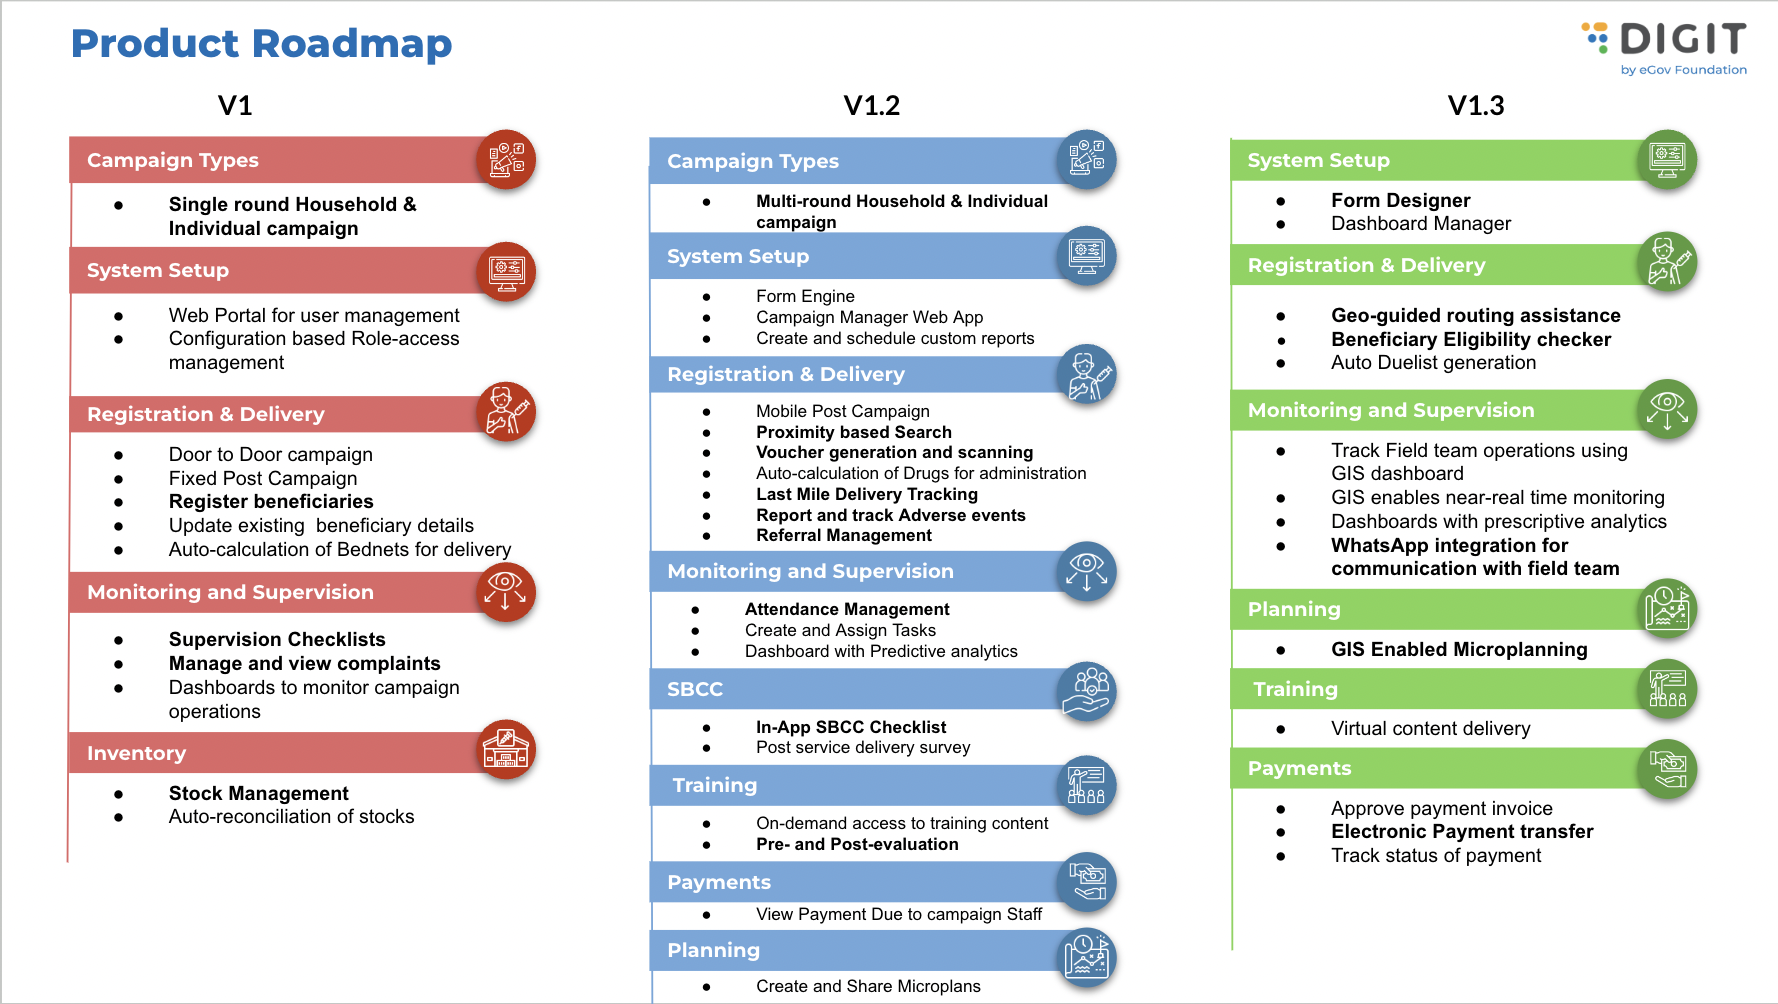 Product Roadmap
DIGIT
by eGov Foundation
V1
Campaign Types
● Single round Household &
Individual campaign
System Setup
● Web Portal for user management
● Configuration based Role-access
management
Registration & Delivery
● Door to Door campaign
● Fixed Post Campaign
● Register beneficiaries
● Update existing  beneficiary details
● Auto-calculation of Bednets for delivery
Monitoring and Supervision
● Supervision Checklists
● Manage and view complaints
● Dashboards to monitor campaign
operations
Inventory
● Stock Management
● Auto-reconciliation of stocks
V1.2
Campaign Types
● Multi-round Household & Individual
campaign
System Setup
● Form Engine
● Campaign Manager Web App
● Create and schedule custom reports
Registration & Delivery
● Mobile Post Campaign
● Proximity based Search
● Voucher generation and scanning
● Auto-calculation of Drugs for administration
● Last Mile Delivery Tracking
● Report and track Adverse events
● Referral Management
Monitoring and Supervision
● Attendance Management
● Create and Assign Tasks
● Dashboard with Predictive analytics
SBCC
● In-App SBCC Checklist
● Post service delivery survey
Training
● On-demand access to training content
● Pre- and Post-evaluation
Payments
● View Payment Due to campaign Staff
Planning
● Create and Share Microplans
V1.3
System Setup
● Form Designer
● Dashboard Manager
Registration & Delivery
● Geo-guided routing assistance
● Beneficiary Eligibility checker
● Auto Duelist generation
Monitoring and Supervision
● Track Field team operations using
GIS dashboard
● GIS enables near-real time monitoring
● Dashboards with prescriptive analytics
● WhatsApp integration for
communication with field team
Planning
● GIS Enabled Microplanning
Training
● Virtual content delivery
Payments
● Approve payment invoice
● Electronic Payment transfer
● Track status of payment